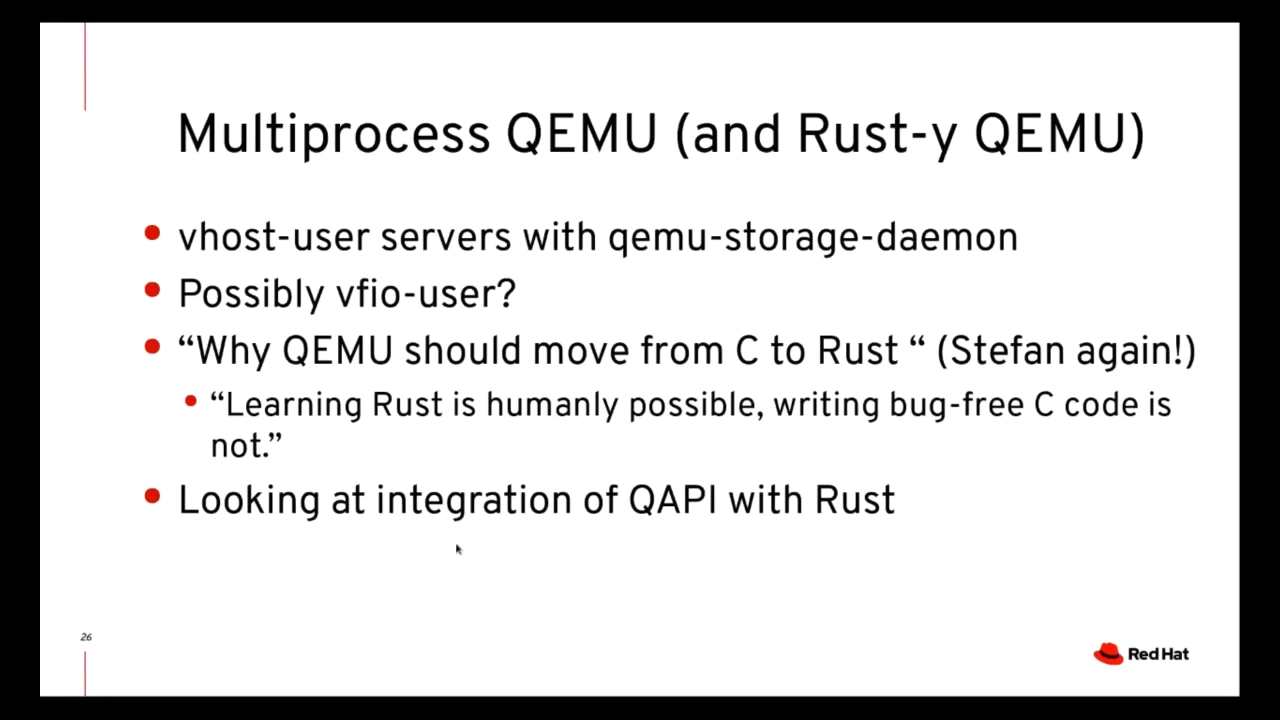 Multiprocess QEMU (and Rust-y QEMU)
vhost-user servers with qemu-storage-daemon
Possibly vfio-user?
“Why QEMU should move from C to Rust “ (Stefan again!)
“Learning Rust is humanly possible, writing bug-free C code is
not.”
Looking at integration of QAPI with Rust
26
Red Hat